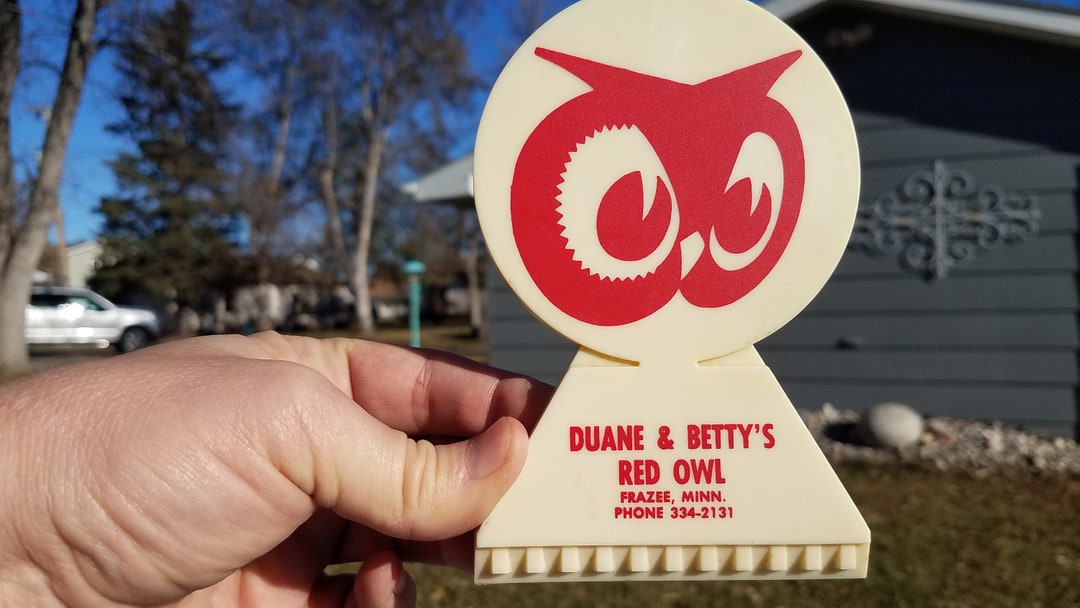 DUANE & BETTY'S
RED OWL
FRAZEE, MINN.
PHONE 334-2131